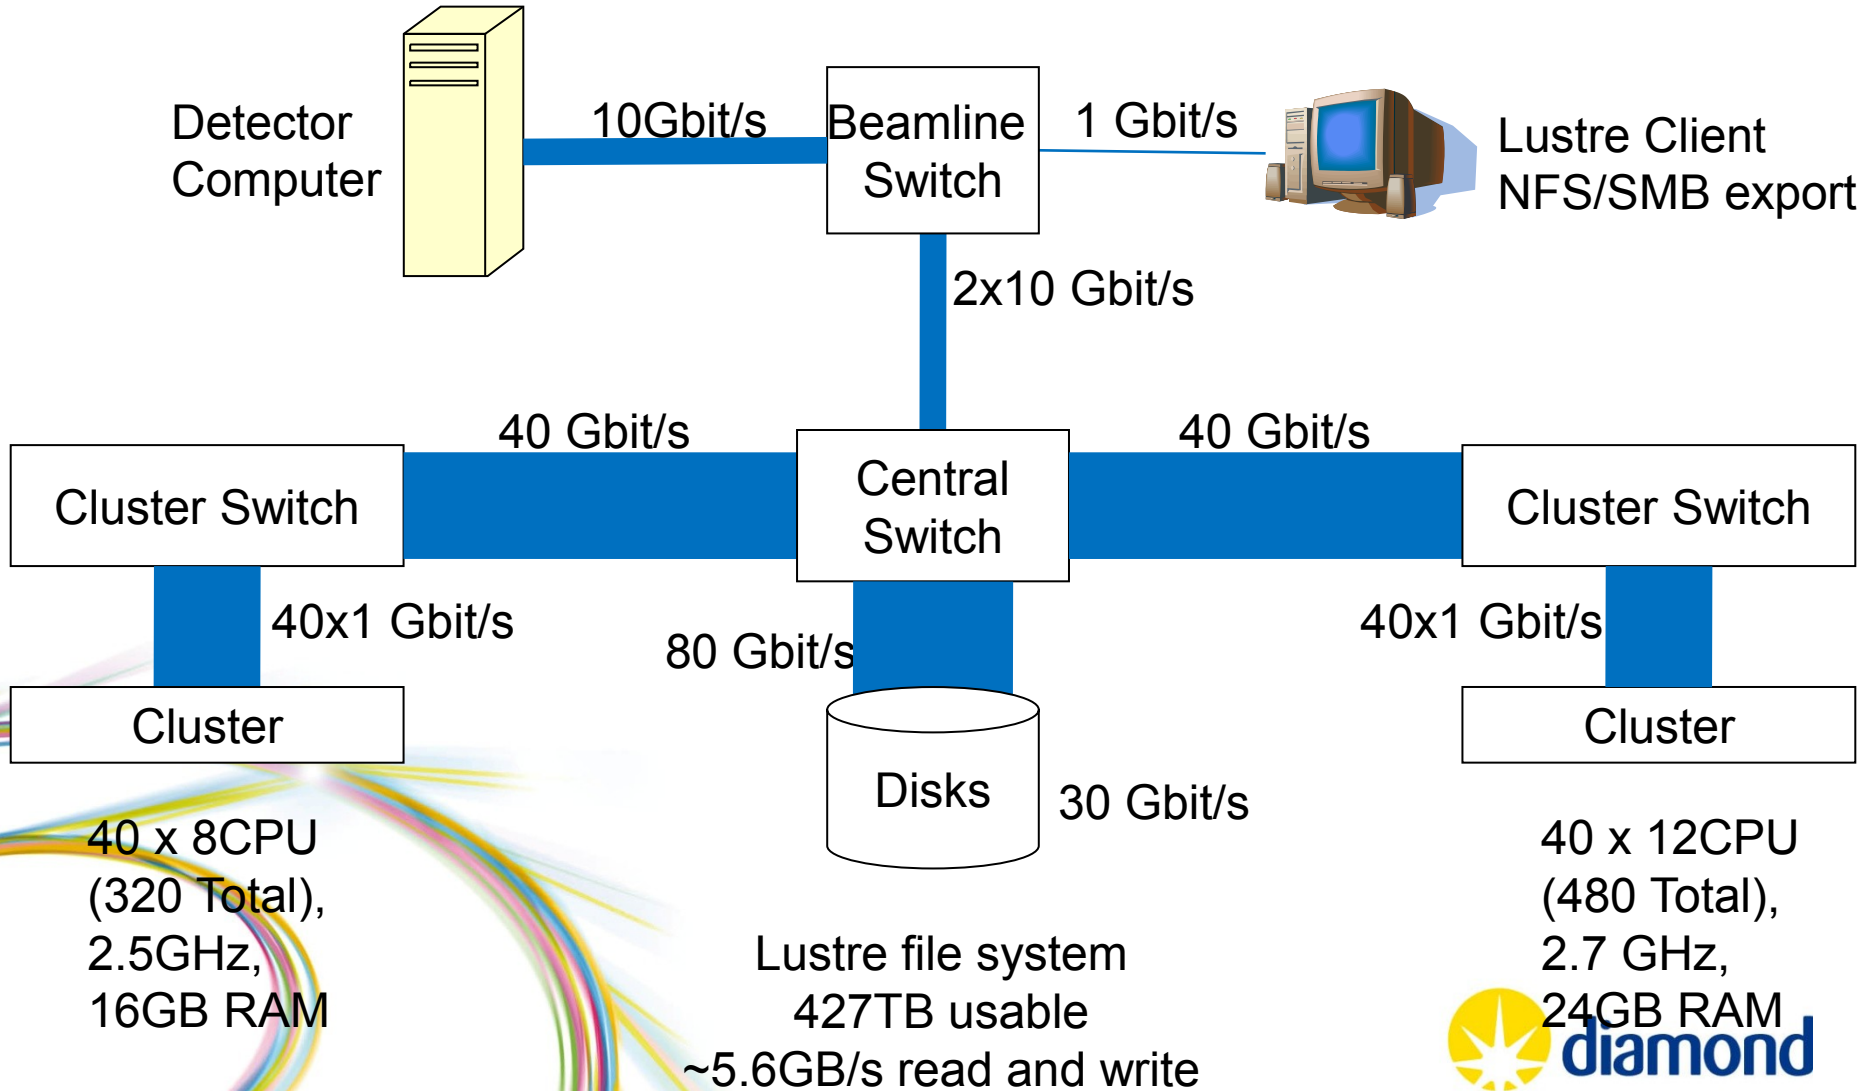 Detector
Computer
10Gbit/s
Beamline
Switch
1 Gbit/s
Lustre Client
NFS/SMB export
2x10 Gbit/s
40 Gbit/s
40 Gbit/s
Cluster Switch
Central
Switch
Cluster Switch
40x1 Gbit/s
80 Gbit/s
40x1 Gbit/s
Cluster
Disks
30 Gbit/s
Cluster
40 x 8CPU
(320 Total),
2.5GHz,
16GB RAM
Lustre file system
427TB usable
~5.6GB/s read and write
40 x 12CPU
(480 Total),
2.7 GHz,
24GB RAM
diamond